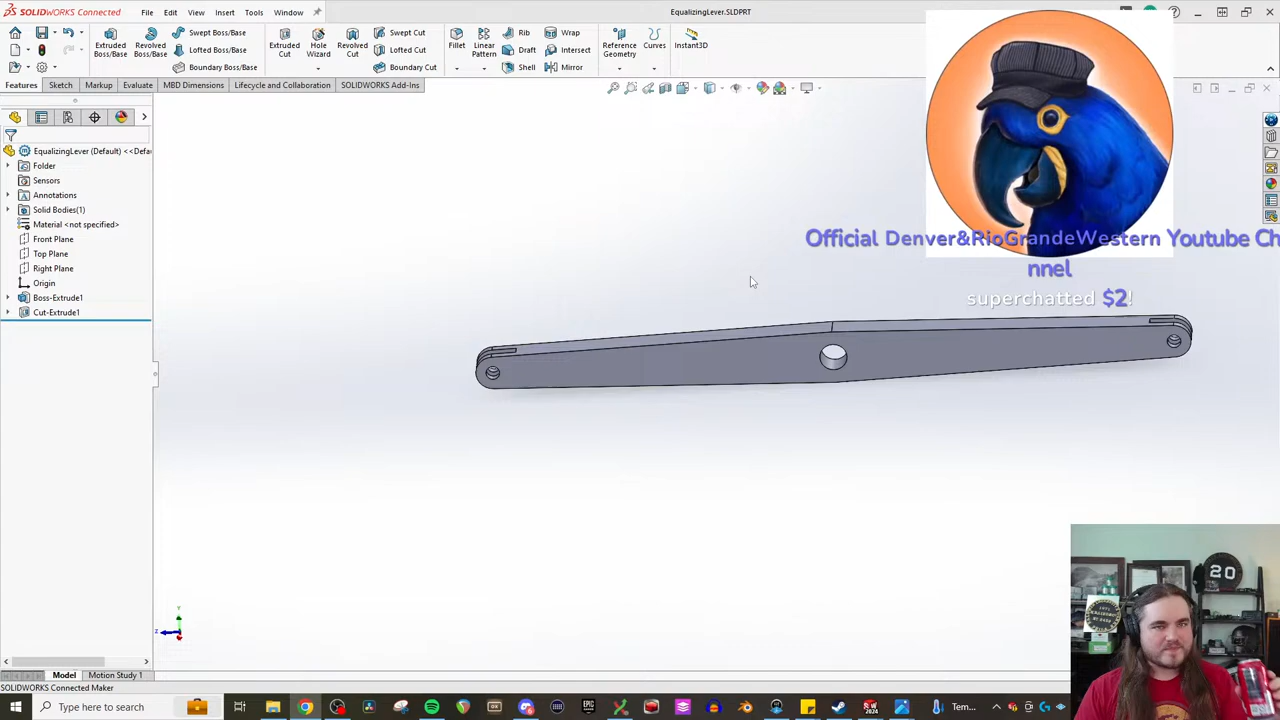 SOLIDWORKS Connected
File
Edit
View
Insert
Tools
Window
EqualizingLever.SLDPRT
Extruded Boss/Base
Revolved Boss/Base
Swept Boss/Base
Lofted Boss/Base
Boundary Boss/Base
Extruded Cut
Hole Wizard
Revolved Cut
Swept Cut
Lofted Cut
Boundary Cut
Fillet
Linear Pattern
Rib
Draft
Shell
Wrap
Intersect
Mirror
Reference Geometry
Curves
Instant3D
Features
Sketch
Markup
Evaluate
MBD Dimensions
Lifecycle and Collaboration
SOLIDWORKS Add-Ins
EqualizingLever (Default) <<Defa
Folder
Sensors
Annotations
Solid Bodies(1)
Material <not specified>
Front Plane
Top Plane
Right Plane
Origin
Boss-Extrude1
Cut-Extrude1
Official Denver&RioGrandeWestern Youtube Cha
nnel
superchatted $2!
Y
Z
20
Model
Motion Study 1
SOLIDWORKS Connected Maker
Type here to search
Tem...